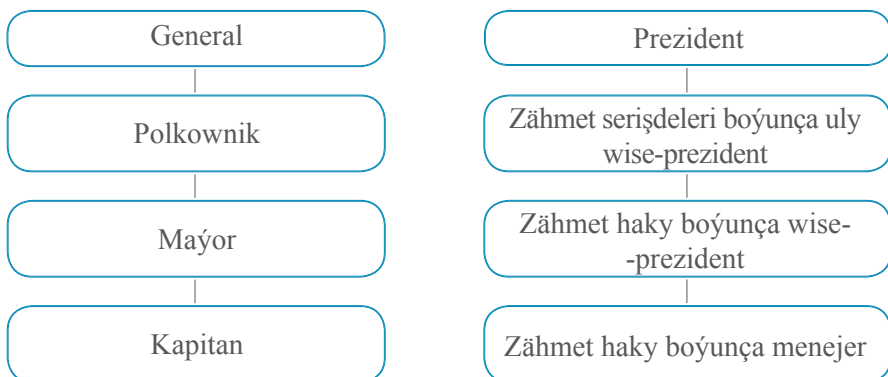 General
Polkownik
Maýor
Kapitan
Prezident
Zähmet serişdeleri boýunça uly
wise-prezident
Zähmet haky boýunça wise-
-prezident
Zähmet haky boýunça menejer